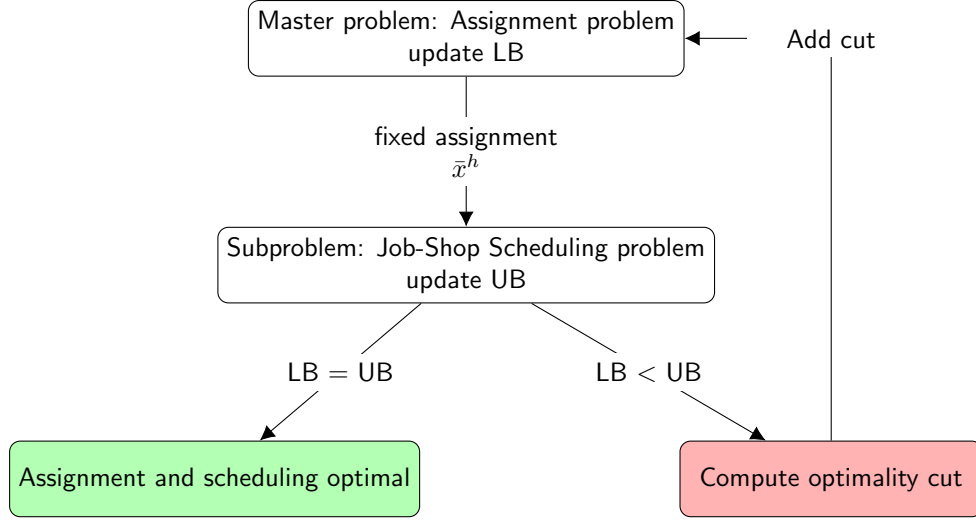 Master problem: Assignment problem
update LB
Add cut
fixed assignment
x̄^h
Subproblem: Job-Shop Scheduling problem
update UB
LB = UB
LB < UB
Assignment and scheduling optimal
Compute optimality cut